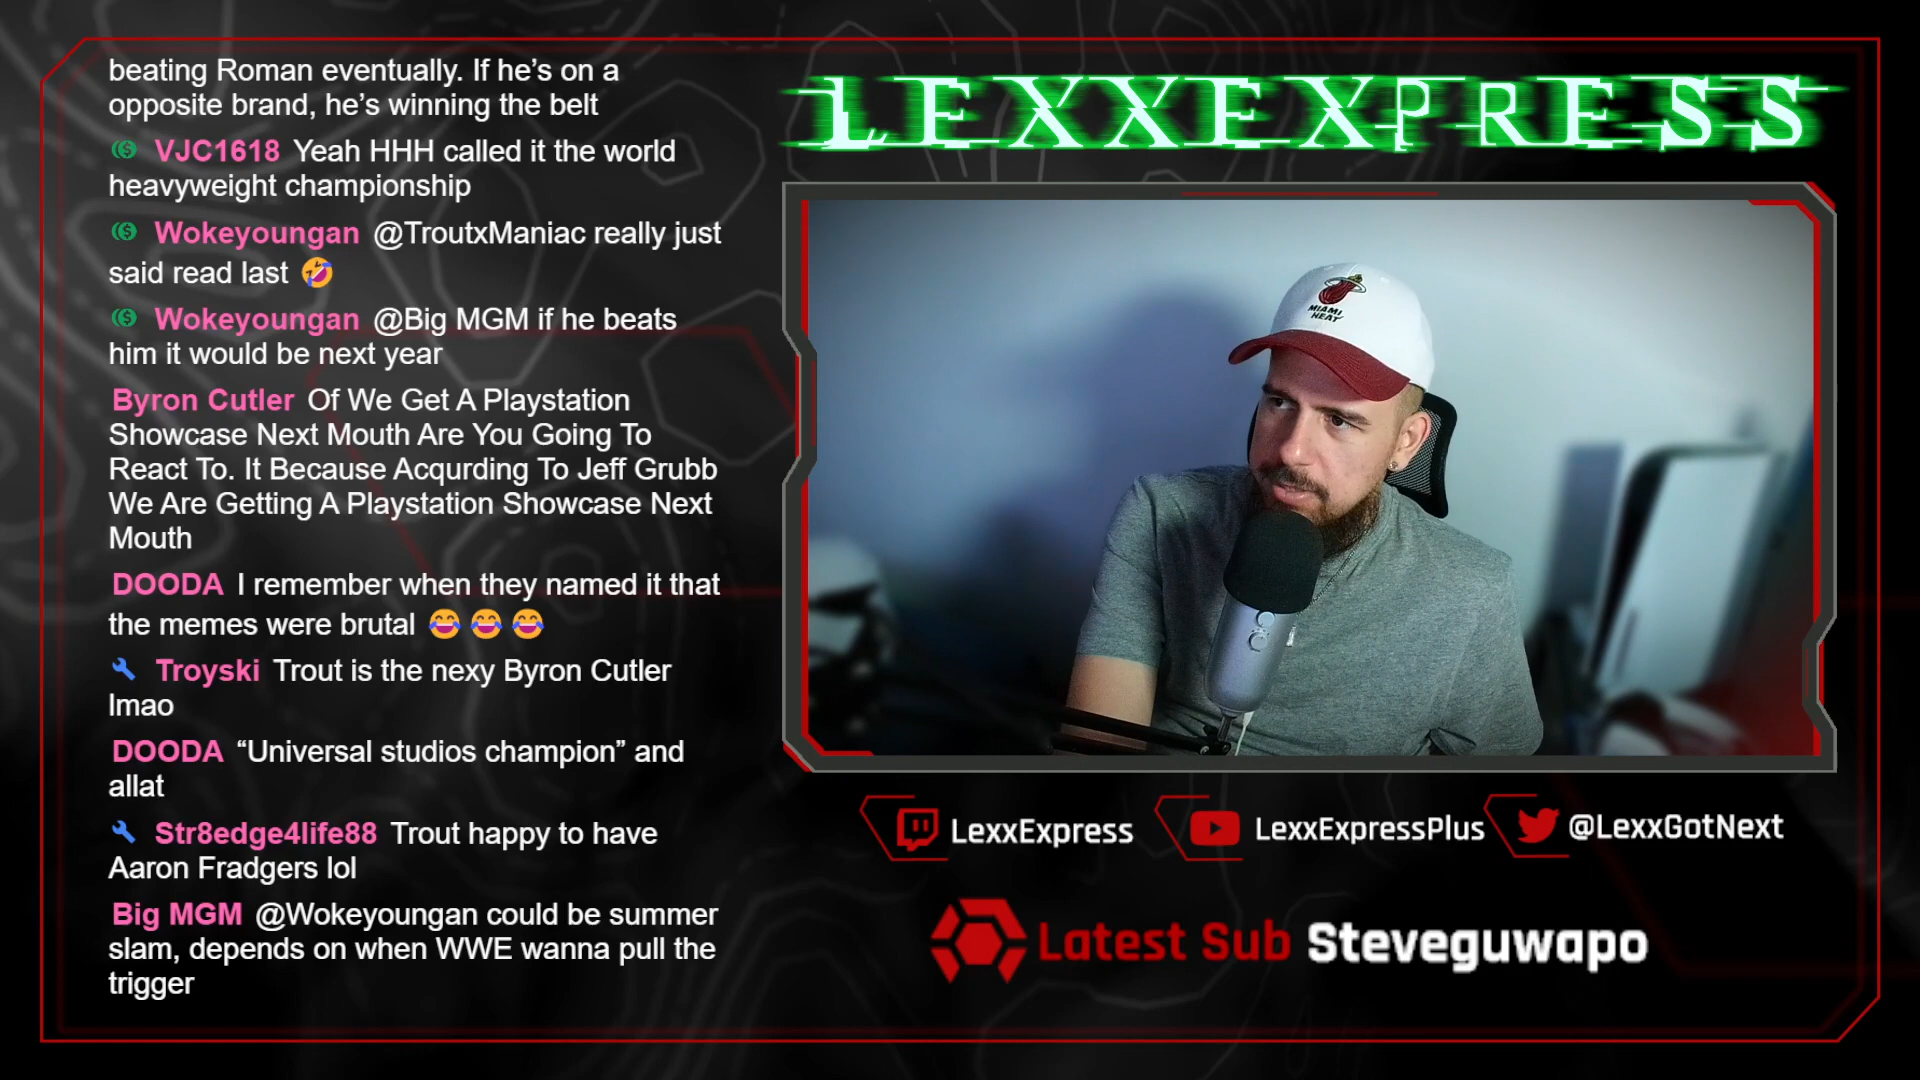 beating Roman eventually. If he’s on a
opposite brand, he’s winning the belt
VJC1618 Yeah HHH called it the world
heavyweight championship
Wokeyoungan @TroutxManiac really just
said read last 🤣
Wokeyoungan @Big MGM if he beats
him it would be next year
Byron Cutler Of We Get A Playstation
Showcase Next Mouth Are You Going To
React To. It Because Acqurding To Jeff Grubb
We Are Getting A Playstation Showcase Next
Mouth
DOODA I remember when they named it that
the memes were brutal 😂 😂 😂
Troyski Trout is the nexy Byron Cutler
lmao
DOODA “Universal studios champion” and
allat
Str8edge4life88 Trout happy to have
Aaron Fradgers lol
Big MGM @Wokeyoungan could be summer
slam, depends on when WWE wanna pull the
trigger
LEXXEXPRESS
MIAMI
HEAT
LexxExpress
LexxExpressPlus
@LexxGotNext
Latest Sub Steveguwapo